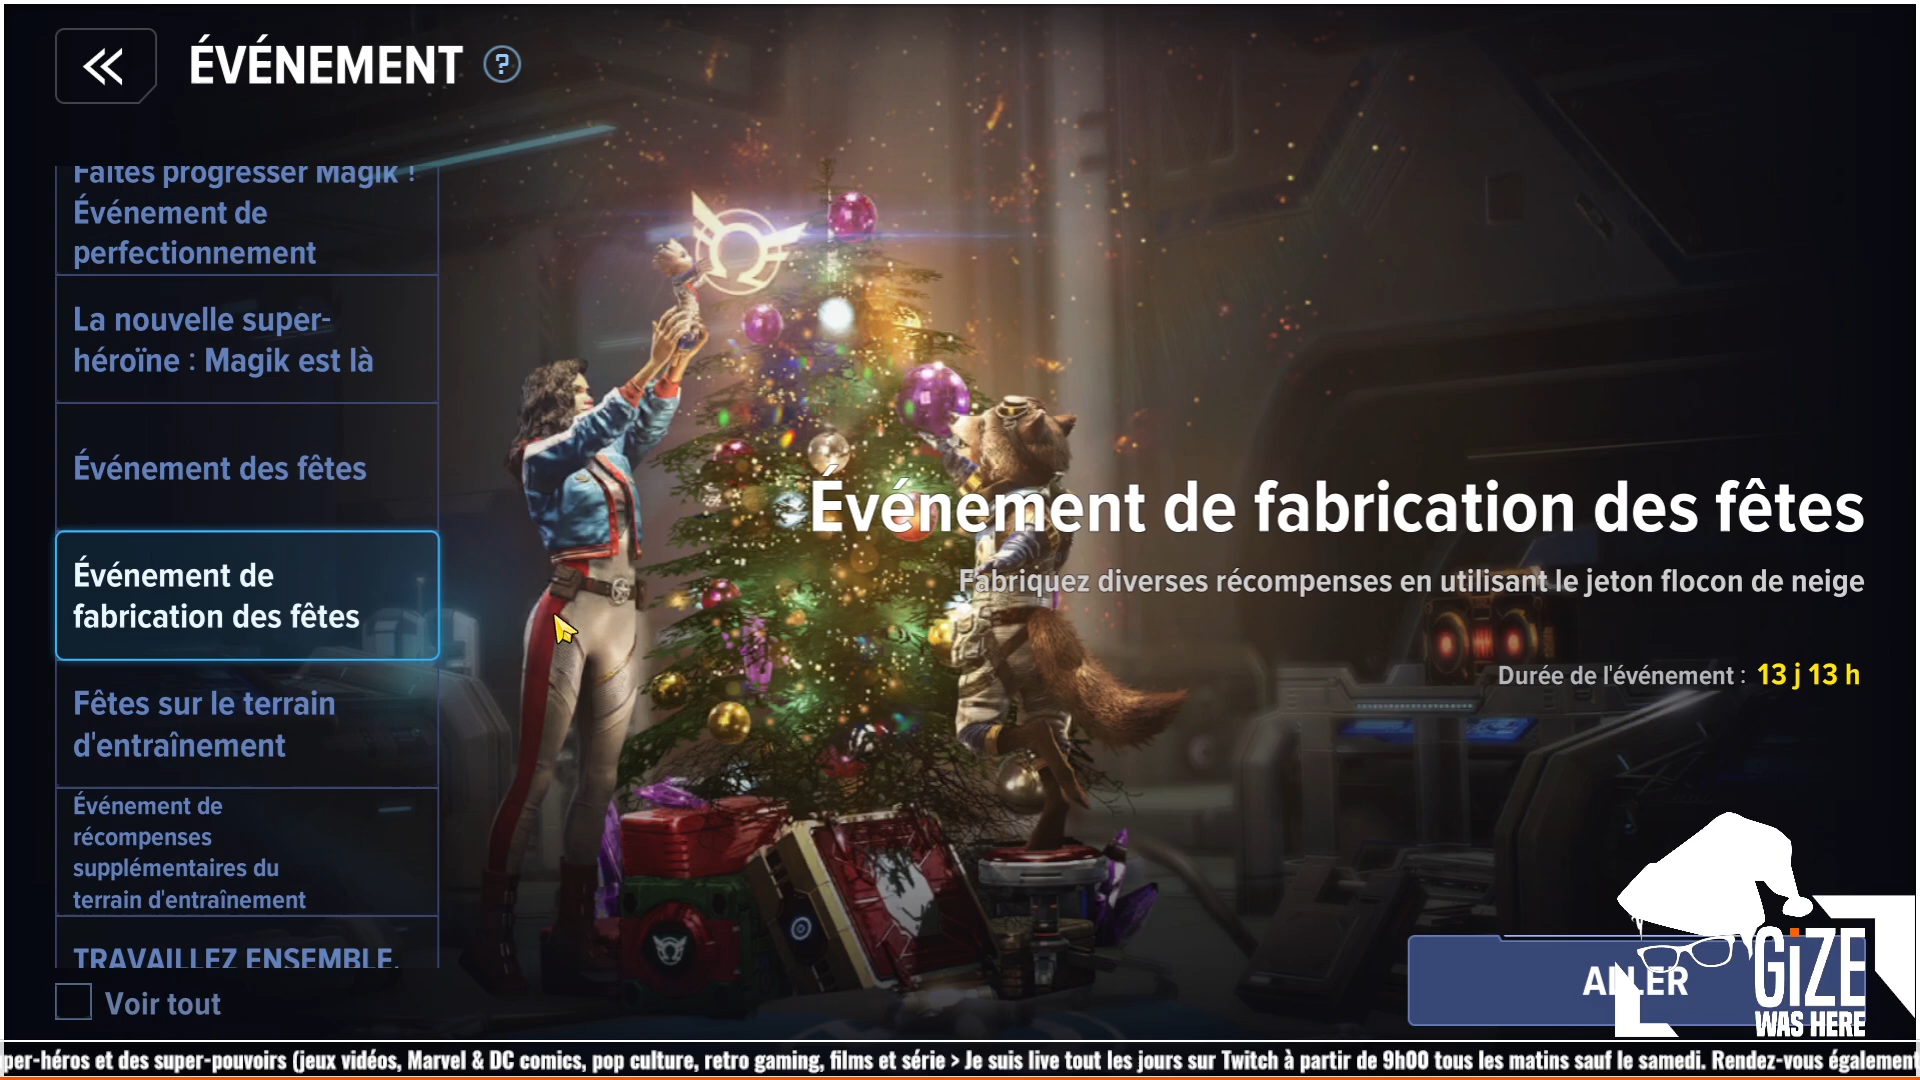 ÉVÉNEMENT ?
Faites progresser Magik !
Événement de
perfectionnement
La nouvelle super-
héroïne : Magik est là
Événement des fêtes
Événement de
fabrication des fêtes
Fêtes sur le terrain
d'entraînement
Événement de
récompenses
supplémentaires du
terrain d'entraînement
TRAVAILLEZ ENSEMBLE.
Voir tout
Événement de fabrication des fêtes
Fabriquez diverses récompenses en utilisant le jeton flocon de neige
Durée de l'événement : 13 j 13 h
ALLER
GiZE
WAS HERE
per-héros et des super-pouvoirs (jeux vidéos, Marvel & DC comics, pop culture, retro gaming, films et série > Je suis live tout les jours sur Twitch à partir de 9h00 tous les matins sauf le samedi. Rendez-vous également